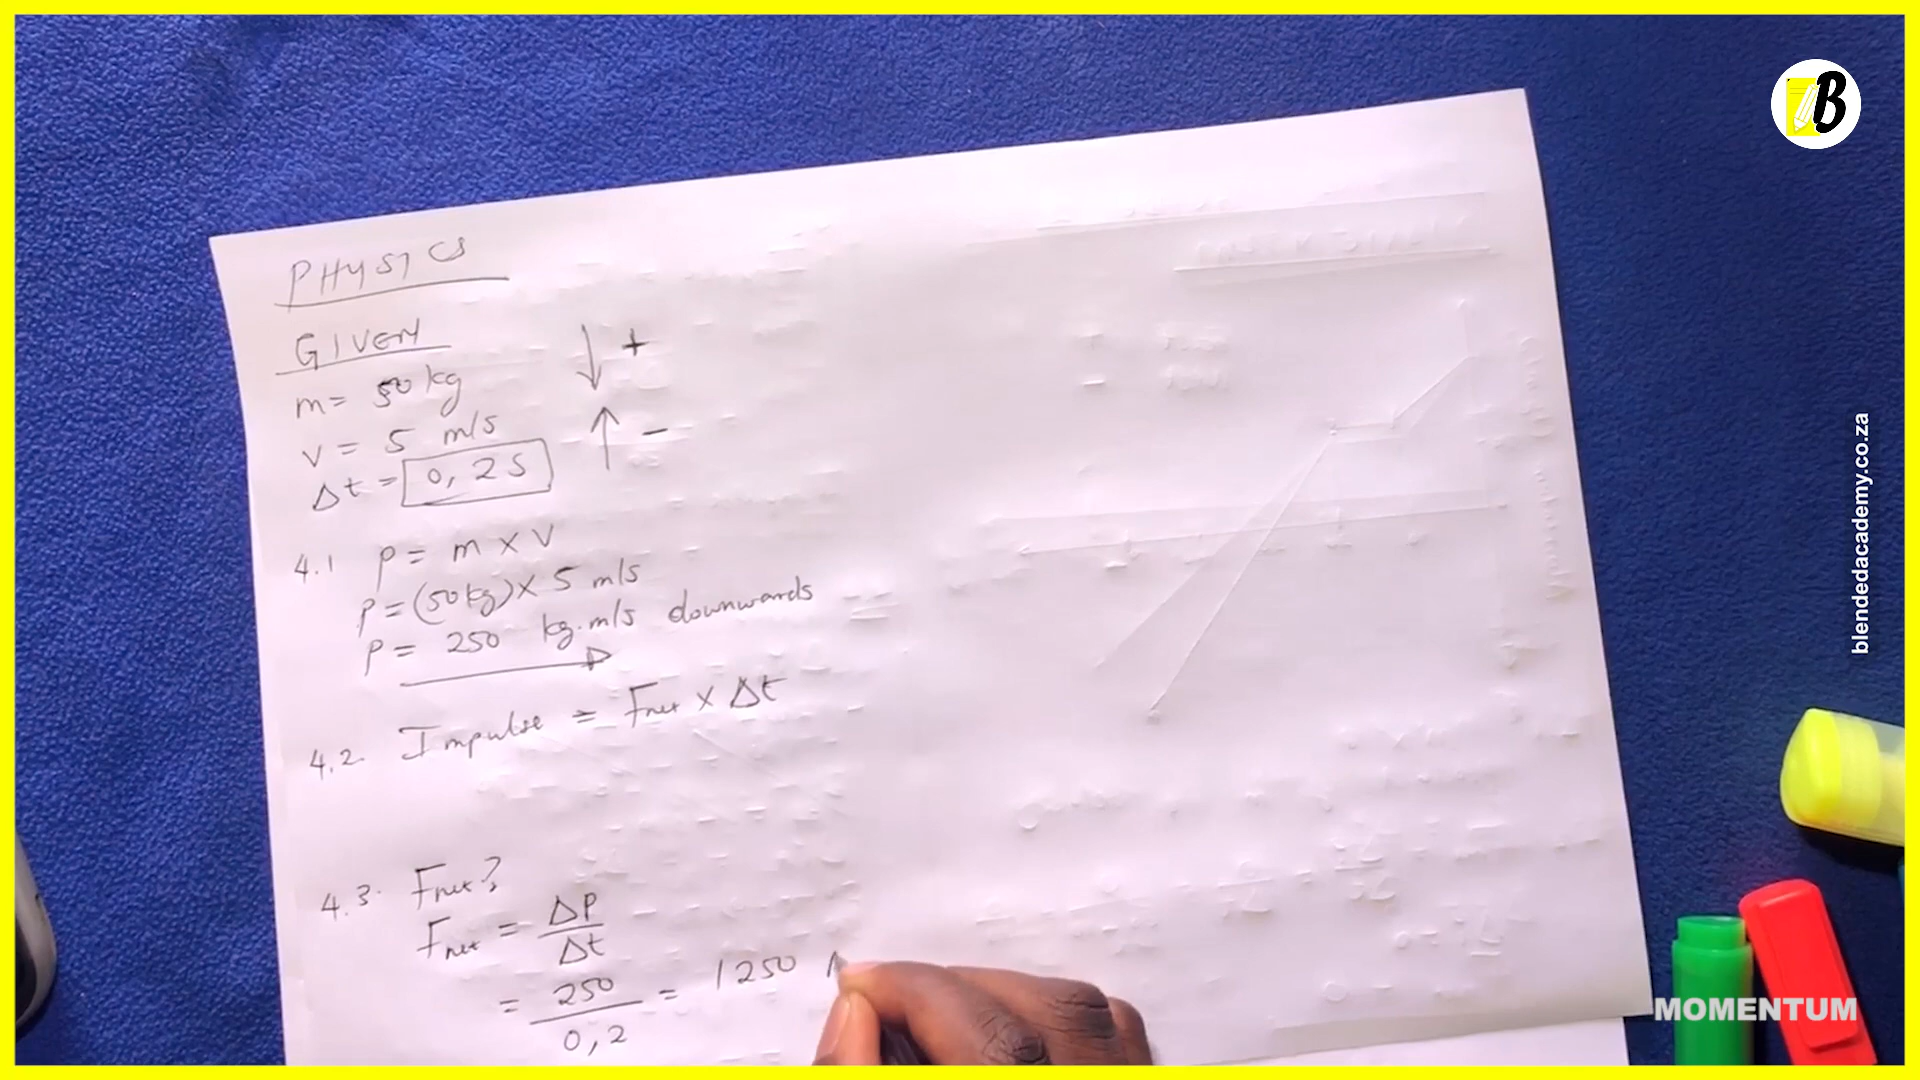 PHYSICS
GIVEN
m = 50 kg
v = 5 m/s
Δt = 0,2 s
↓ +
↑ -
4.1 p = m × v
p = (50kg) × 5 m/s
p = 250 kg.m/s downwards
4.2. Impulse = Fnet × Δt
4.3. Fnet?
Fnet = Δp / Δt
= 250 / 0,2 = 1250 N
B
blendedacademy.co.za
MOMENTUM